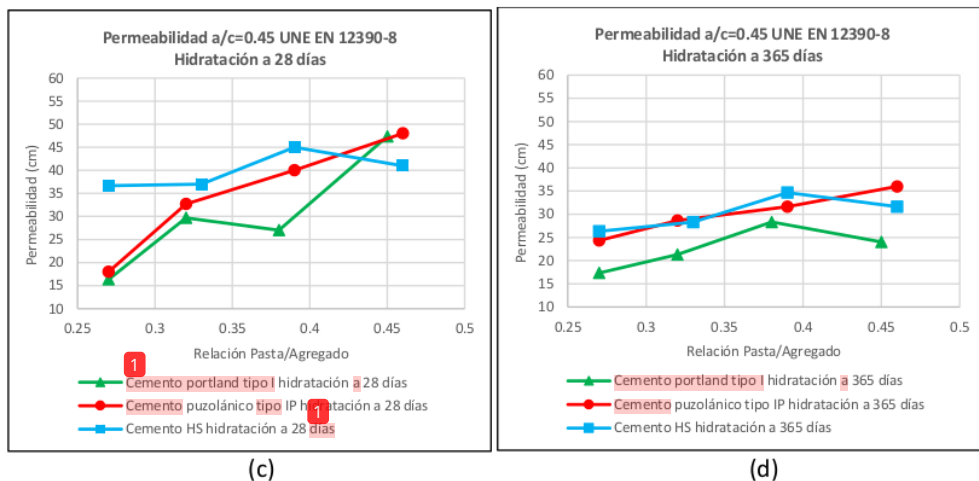 Permeabilidad a/c=0.45 UNE EN 12390-8
Hidratación a 28 días
60
55
50
45
40
35
30
25
20
15
10
Permeabilidad (cm)
0.25 0.3 0.35 0.4 0.45 0.5
Relación Pasta/Agregado
1
Cemento portland tipo I hidratación a 28 días
Cemento puzolánico tipo IP hidratación a 28 días
1
Cemento HS hidratación a 28 días
(c)
Permeabilidad a/c=0.45 UNE EN 12390-8
Hidratación a 365 días
60
55
50
45
40
35
30
25
20
15
10
Permeabilidad (cm)
0.25 0.3 0.35 0.4 0.45 0.5
Relación Pasta/Agregado
Cemento portland tipo I hidratación a 365 días
Cemento puzolánico tipo IP hidratación a 365 días
Cemento HS hidratación a 365 días
(d)